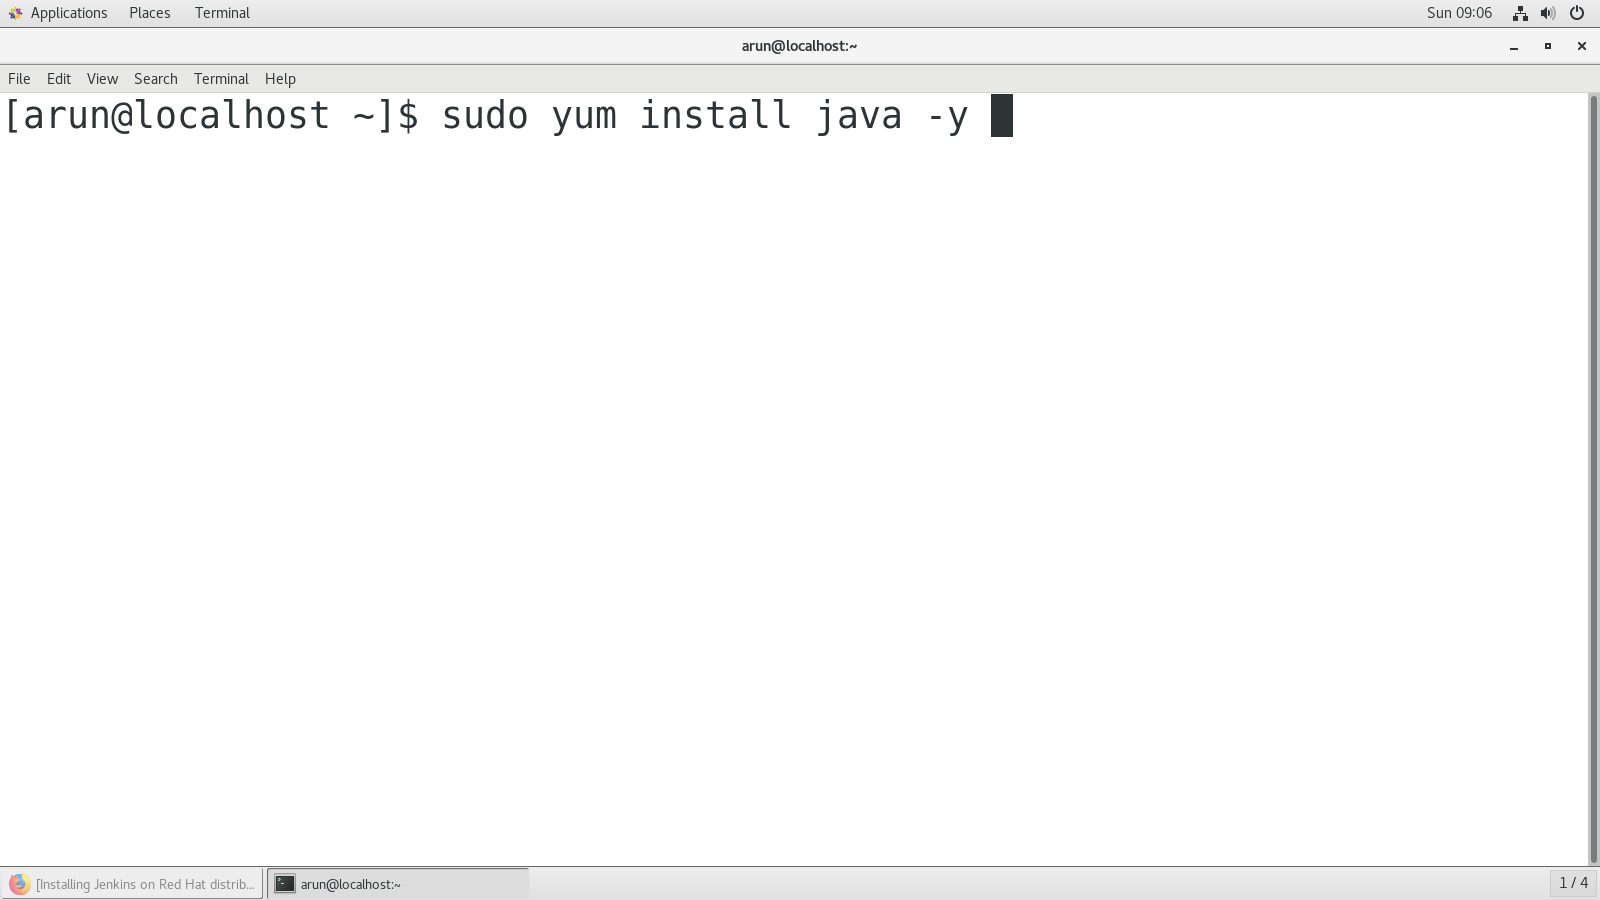 Applications Places Terminal Sun 09:06
arun@localhost:~
File Edit View Search Terminal Help
[arun@localhost ~]$ sudo yum install java -y
[Installing Jenkins on Red Hat distrib... arun@localhost:~ 1 / 4